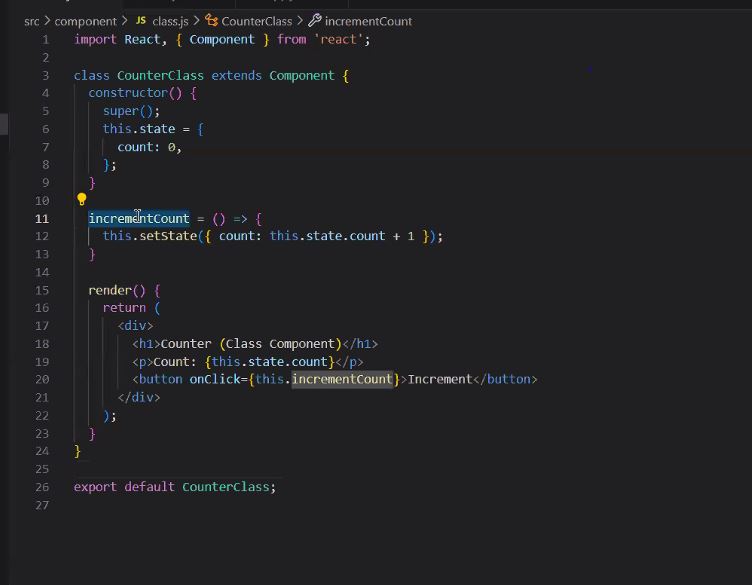 src > component > JS class.js > CounterClass > incrementCount
1 import React, { Component } from 'react';
2
3 class CounterClass extends Component {
4 constructor() {
5 super();
6 this.state = {
7 count: 0,
8 };
9 }
10
11 incrementCount = () => {
12 this.setState({ count: this.state.count + 1 });
13 }
14
15 render() {
16 return (
17 <div>
18 <h1>Counter (Class Component)</h1>
19 <p>Count: {this.state.count}</p>
20 <button onClick={this.incrementCount}>Increment</button>
21 </div>
22 );
23 }
24 }
25
26 export default CounterClass;
27